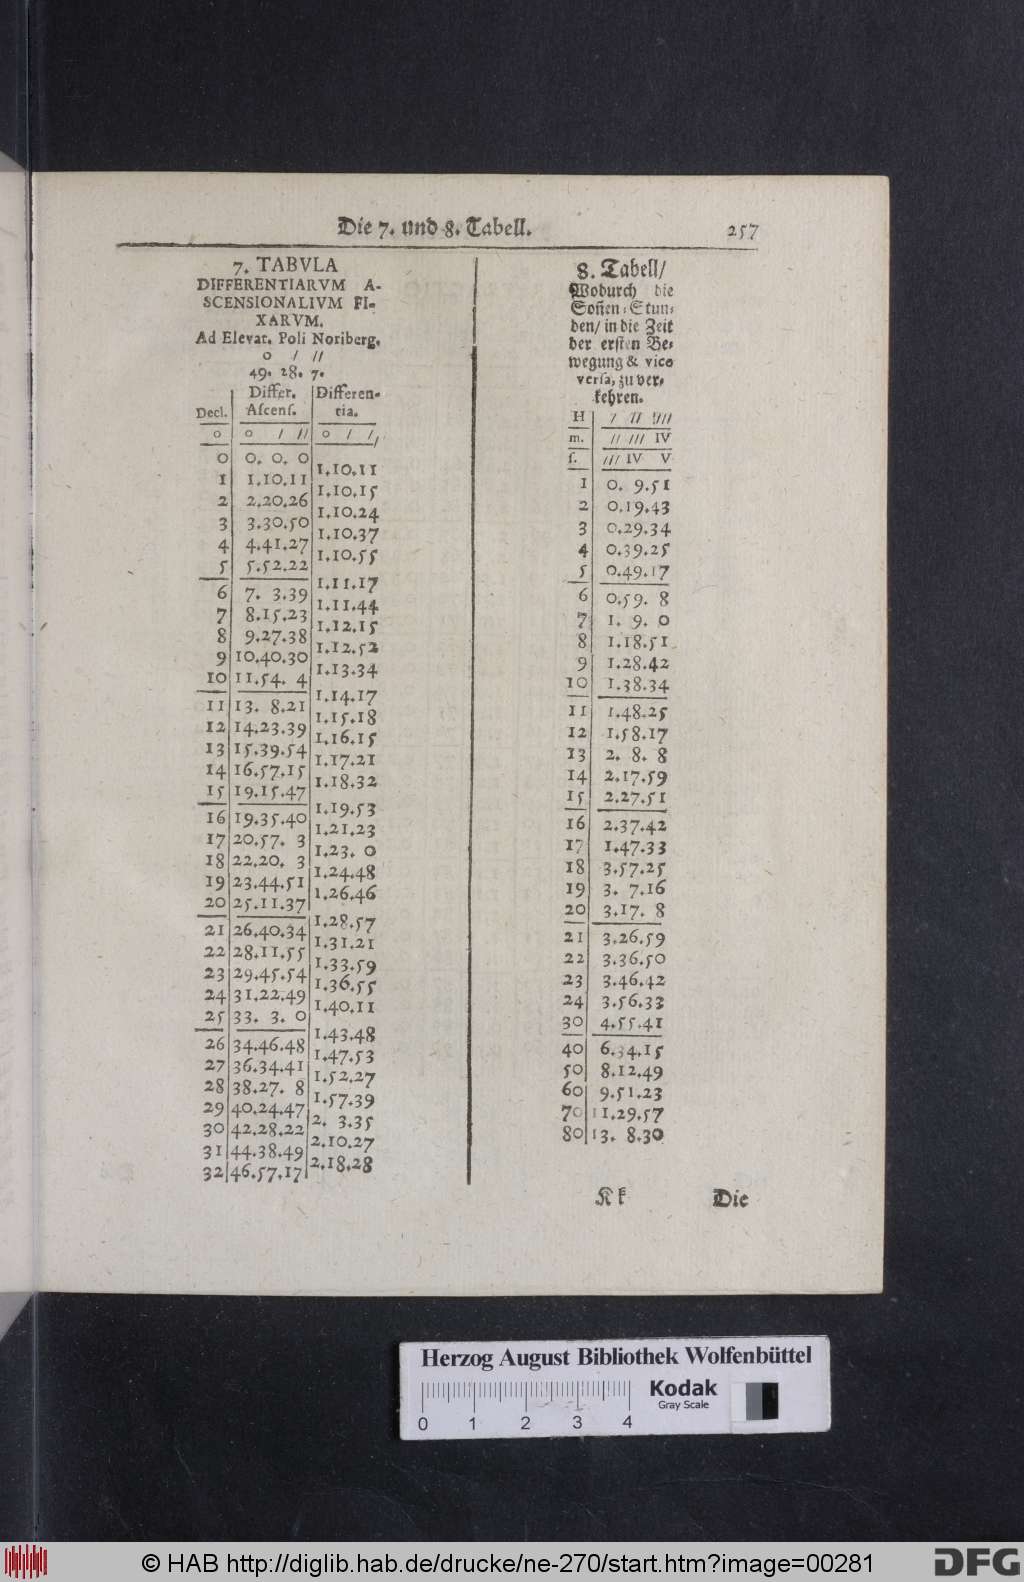 Die 7. und 8. Tabell. 257
7. TABVLA
DIFFERENTIARVM A-
SCENSIONALIVM FI-
XARVM.
Ad Elevat. Poli Noriberg.
o / //
49. 28. 7.
Differ. Differen-
Decl. Ascens. tia.
o o / // o / /,
0 0. 0. 0
1.10.11
1 1.10.11
1.10.15
2 2.20.26
1.10.24
3 3.30.50
1.10.37
4 4.41.27
1.10.55
5 5.52.22
1.11.17
6 7. 3.39
1.11.44
7 8.15.23
1.12.15
8 9.27.38
1.12.52
9 10.40.30
1.13.34
10 11.54. 4
1.14.17
11 13. 8.21
1.15.18
12 14.23.39
1.16.15
13 15.39.54
1.17.21
14 16.57.15
1.18.32
15 19.15.47
1.19.53
16 19.35.40
1.21.23
17 20.57. 3
1.23. 0
18 22.20. 3
1.24.48
19 23.44.51
1.26.46
20 25.11.37
1.28.57
21 26.40.34
1.31.21
22 28.11.55
1.33.59
23 29.45.54
1.36.55
24 31.22.49
1.40.11
25 33. 3. 0
1.43.48
26 34.46.48
1.47.53
27 36.34.41
1.52.27
28 38.27. 8
1.57.39
29 40.24.47
2. 3.35
30 42.28.22
2.10.27
31 44.38.49
2.18.28
32 46.57.17
8. Tabell/
Wodurch die
Soñen-Stun-
den/ in die Zeit
der ersten Be-
wegung & vice
versa, zu ver-
kehren.
H / // ///
m. // /// IV
s. /// IV V
1 0. 9.51
2 0.19.43
3 0.29.34
4 0.39.25
5 0.49.17
6 0.59. 8
7 1. 9. 0
8 1.18.51
9 1.28.42
10 1.38.34
11 1.48.25
12 1.58.17
13 2. 8. 8
14 2.17.59
15 2.27.51
16 2.37.42
17 1.47.33
18 3.57.25
19 3. 7.16
20 3.17. 8
21 3.26.59
22 3.36.50
23 3.46.42
24 3.56.33
30 4.55.41
40 6.34.15
50 8.12.49
60 9.51.23
70 11.29.57
80 13. 8.30
Kk Die
Herzog August Bibliothek Wolfenbüttel
Kodak
Gray Scale
0 1 2 3 4
© HAB http://diglib.hab.de/drucke/ne-270/start.htm?image=00281
DFG